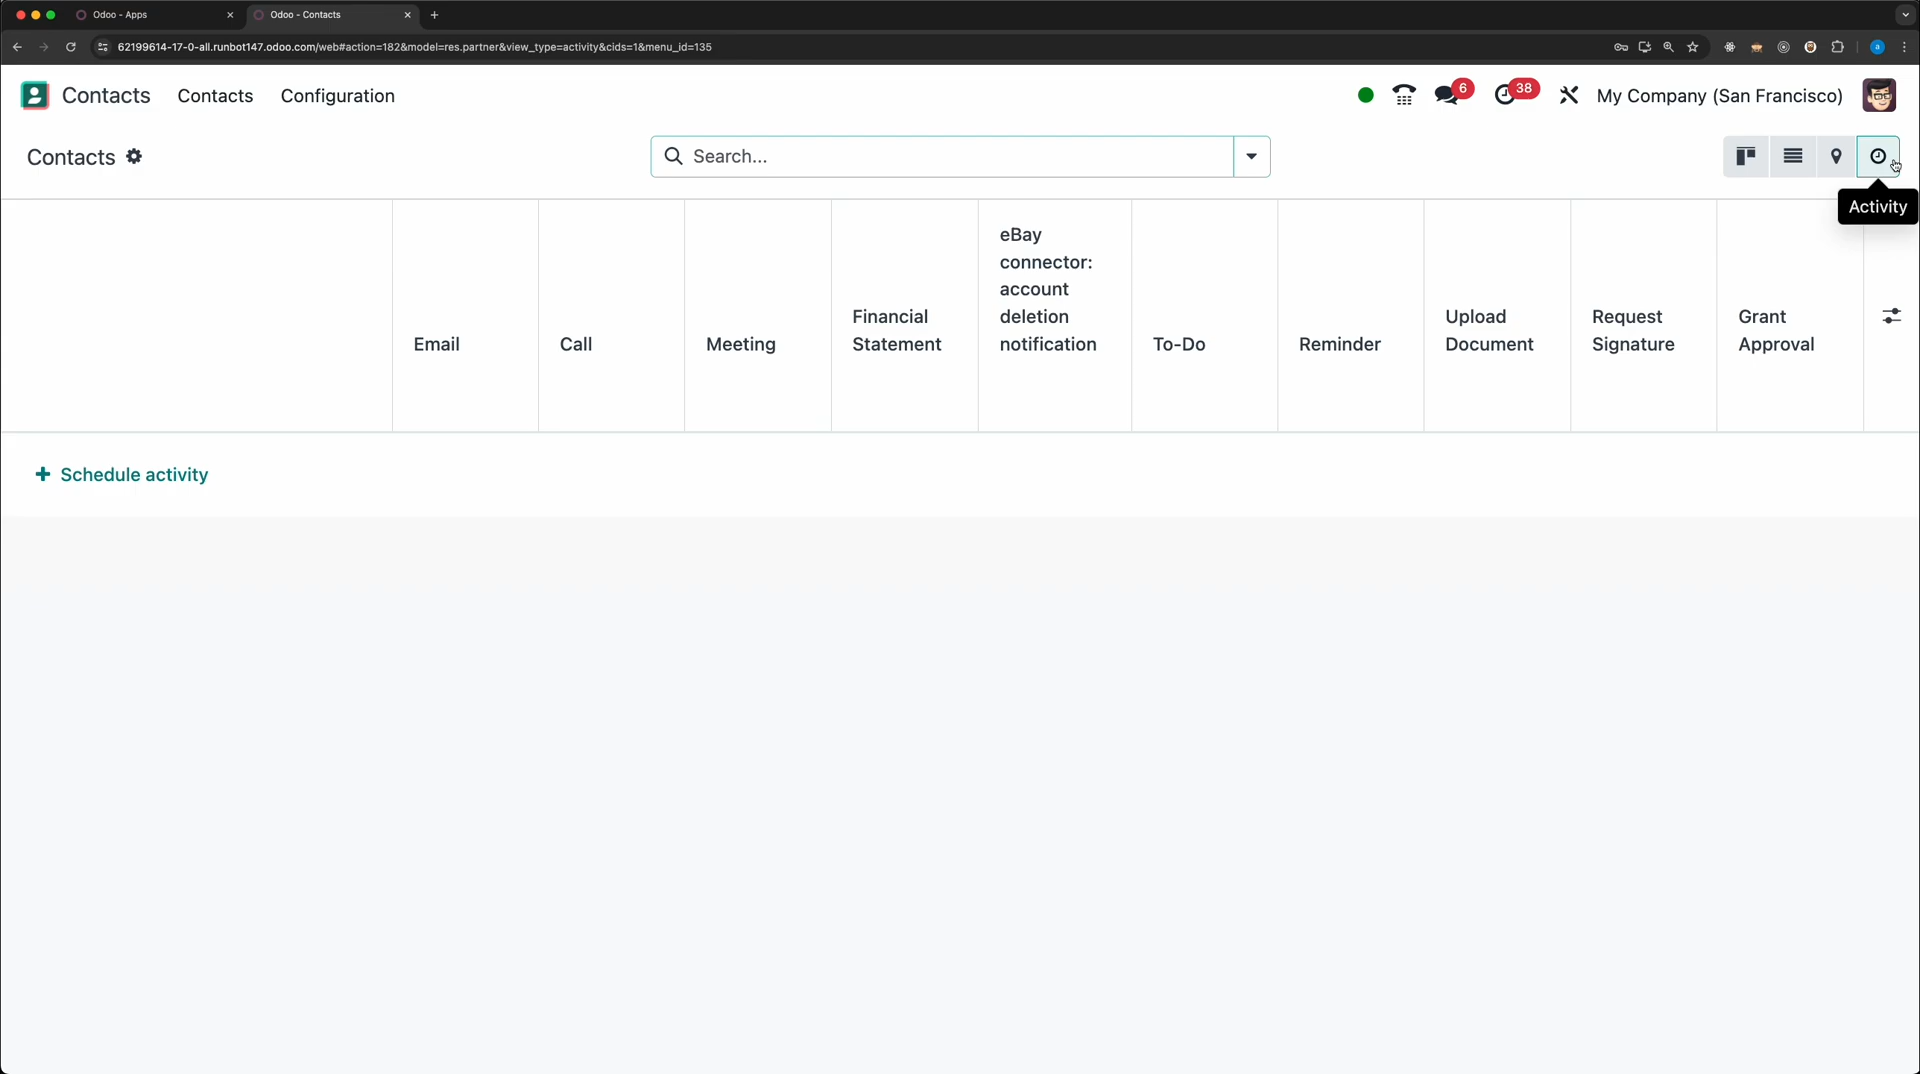 Odoo - Apps
Odoo - Contacts
62199614-17-0-all.runbot147.odoo.com/web#action=182&model=res.partner&view_type=activity&cids=1&menu_id=135
a
Contacts Contacts Configuration
6 38 My Company (San Francisco)
Contacts
Search...
Activity
Email
Call
Meeting
Financial
Statement
eBay
connector:
account
deletion
notification
To-Do
Reminder
Upload
Document
Request
Signature
Grant
Approval
+ Schedule activity